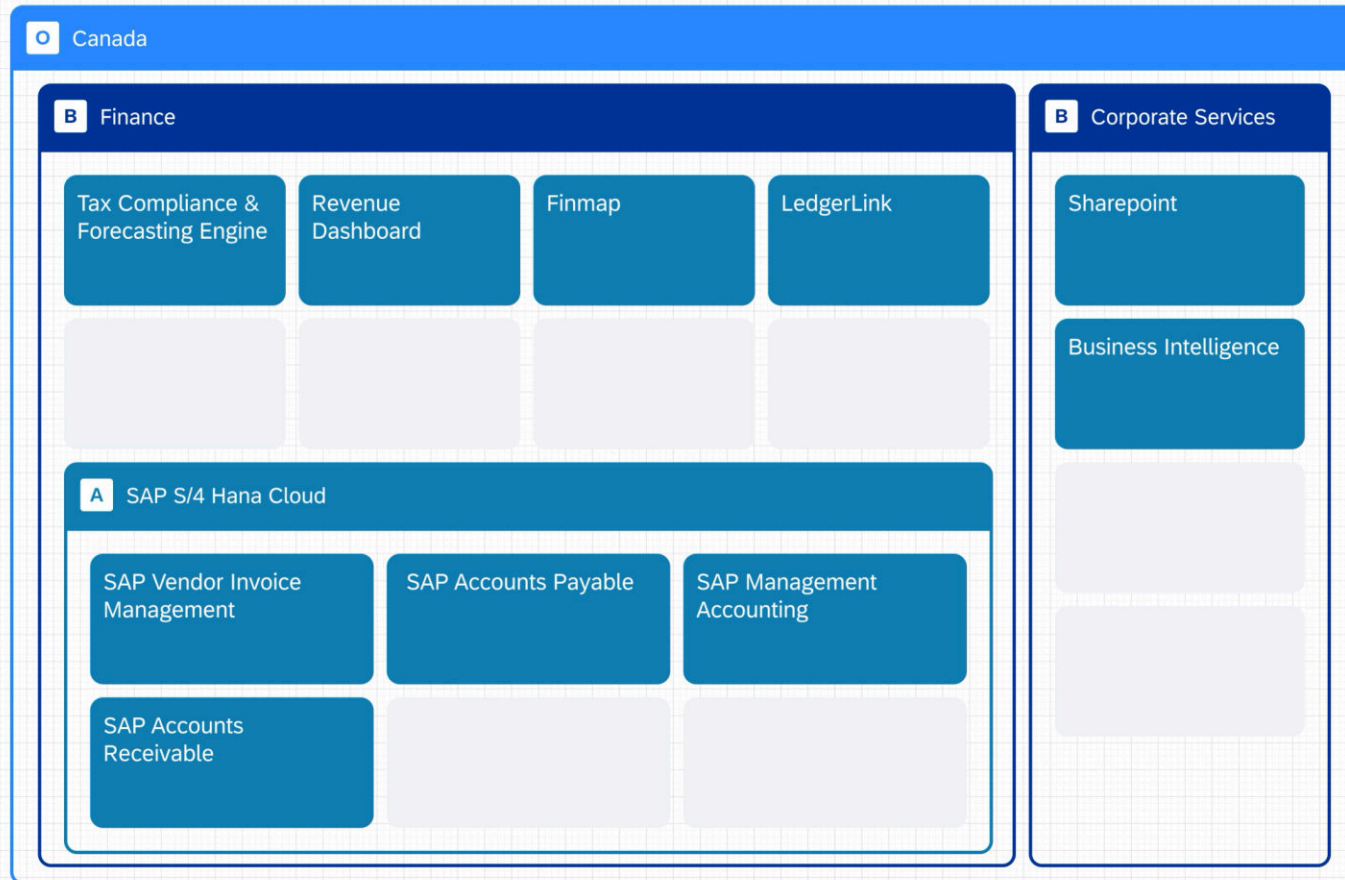 O Canada
B Finance
Tax Compliance &
Forecasting Engine
Revenue
Dashboard
Finmap
LedgerLink
A SAP S/4 Hana Cloud
SAP Vendor Invoice
Management
SAP Accounts Payable
SAP Management
Accounting
SAP Accounts
Receivable
B Corporate Services
Sharepoint
Business Intelligence